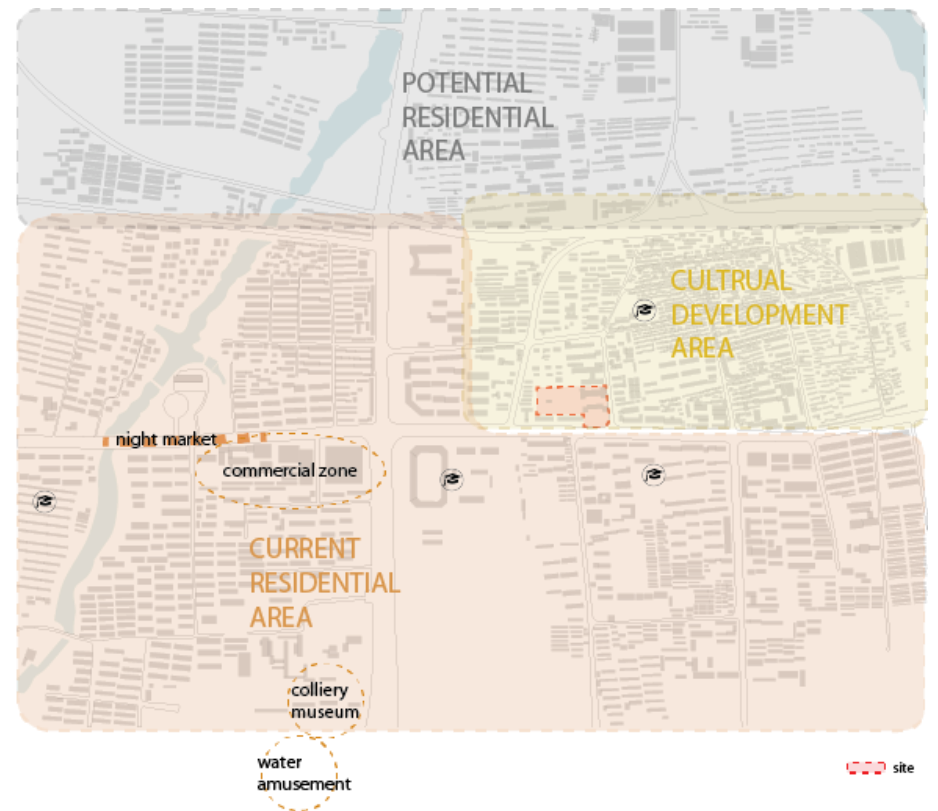 POTENTIAL
RESIDENTIAL
AREA
CULTRUAL
DEVELOPMENT
AREA
night market
commercial zone
CURRENT
RESIDENTIAL
AREA
colliery
museum
water
amusement
site